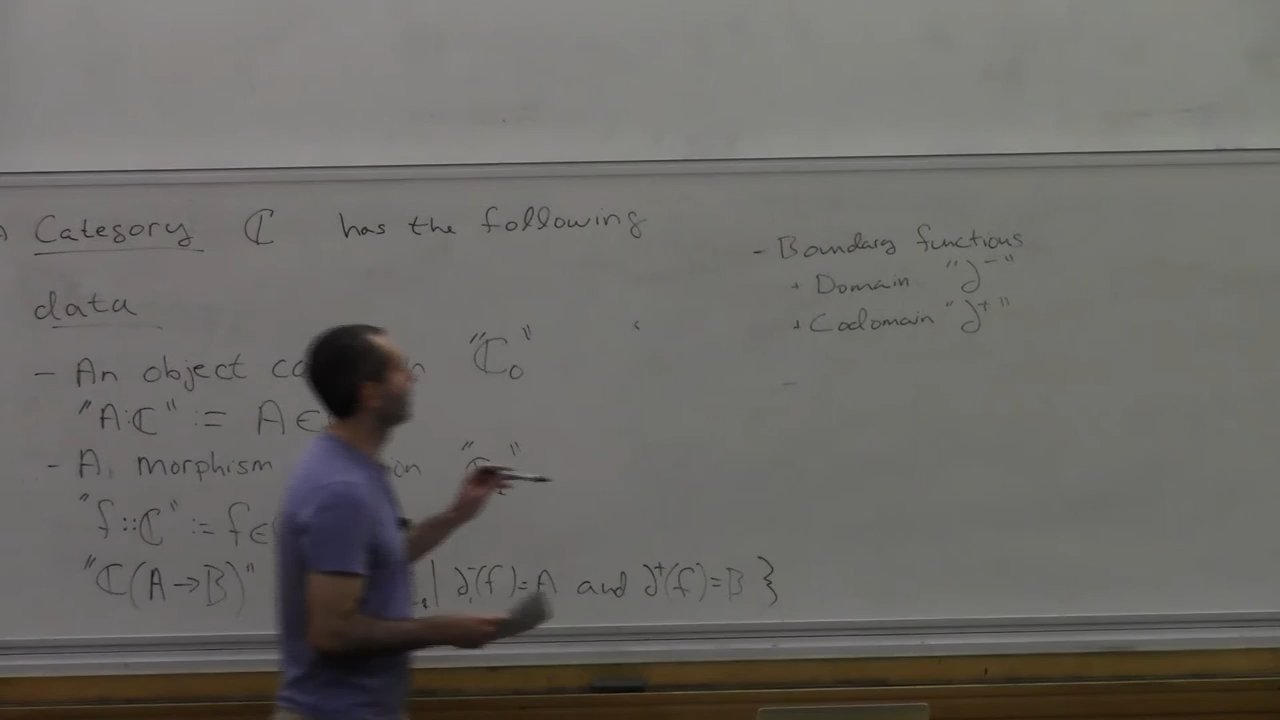 Category ℂ has the following
data
- An object "ℂ₀"
"A:ℂ" := A ∈
- A morphism
"f::ℂ" := f ∈
"ℂ(A→B)" | ∂⁻(f)=A and ∂⁺(f)=B }
- Boundary functions
+ Domain "∂⁻"
+ Codomain "∂⁺"